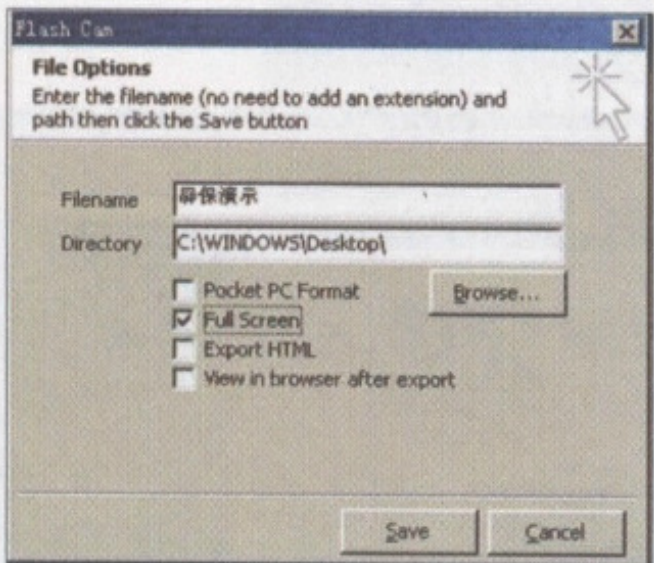 Flash Cam
File Options
Enter the filename (no need to add an extension) and
path then click the Save button
Filename 屏保演示
Directory C:\WINDOWS\Desktop\
Pocket PC Format Browse...
Full Screen
Export HTML
View in browser after export
Save Cancel